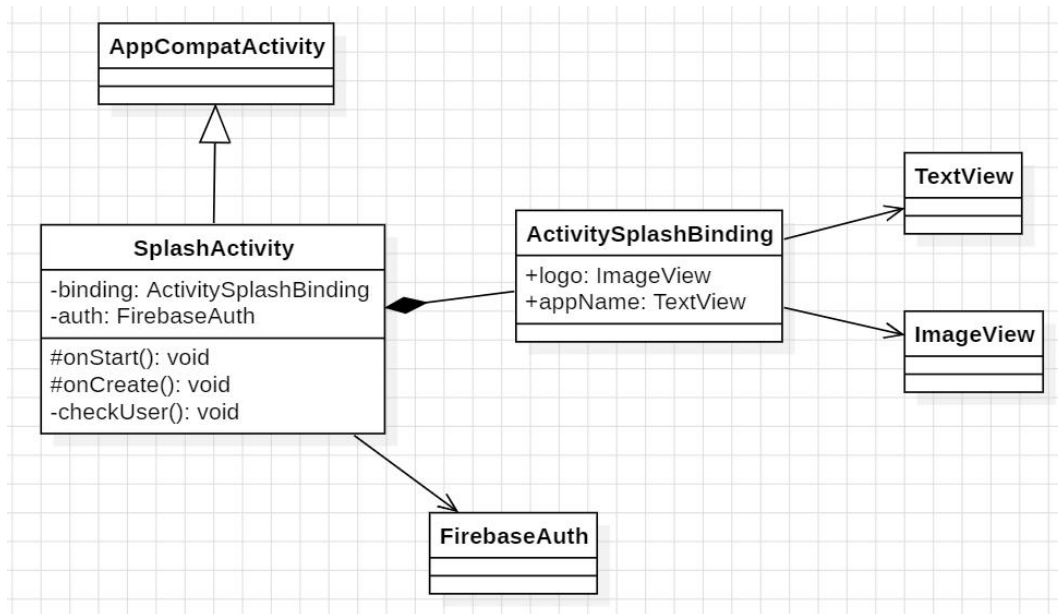 AppCompatActivity
SplashActivity
-binding: ActivitySplashBinding
-auth: FirebaseAuth
#onStart(): void
#onCreate(): void
-checkUser(): void
ActivitySplashBinding
+logo: ImageView
+appName: TextView
TextView
ImageView
FirebaseAuth